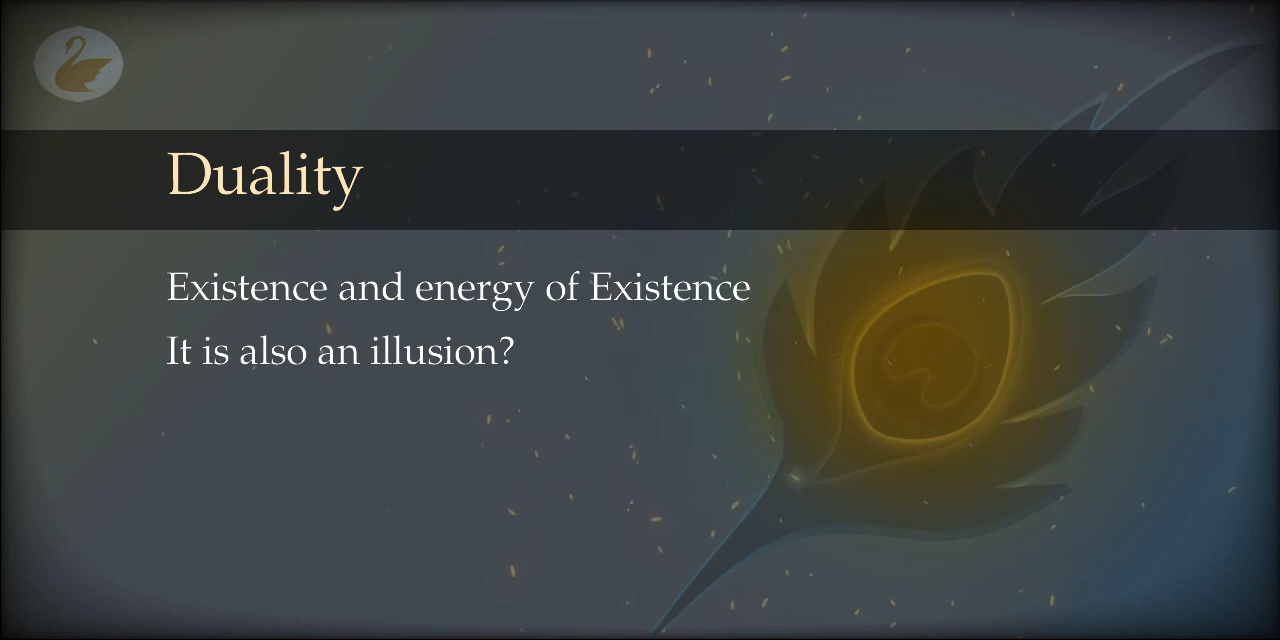 Duality
Existence and energy of Existence
It is also an illusion?